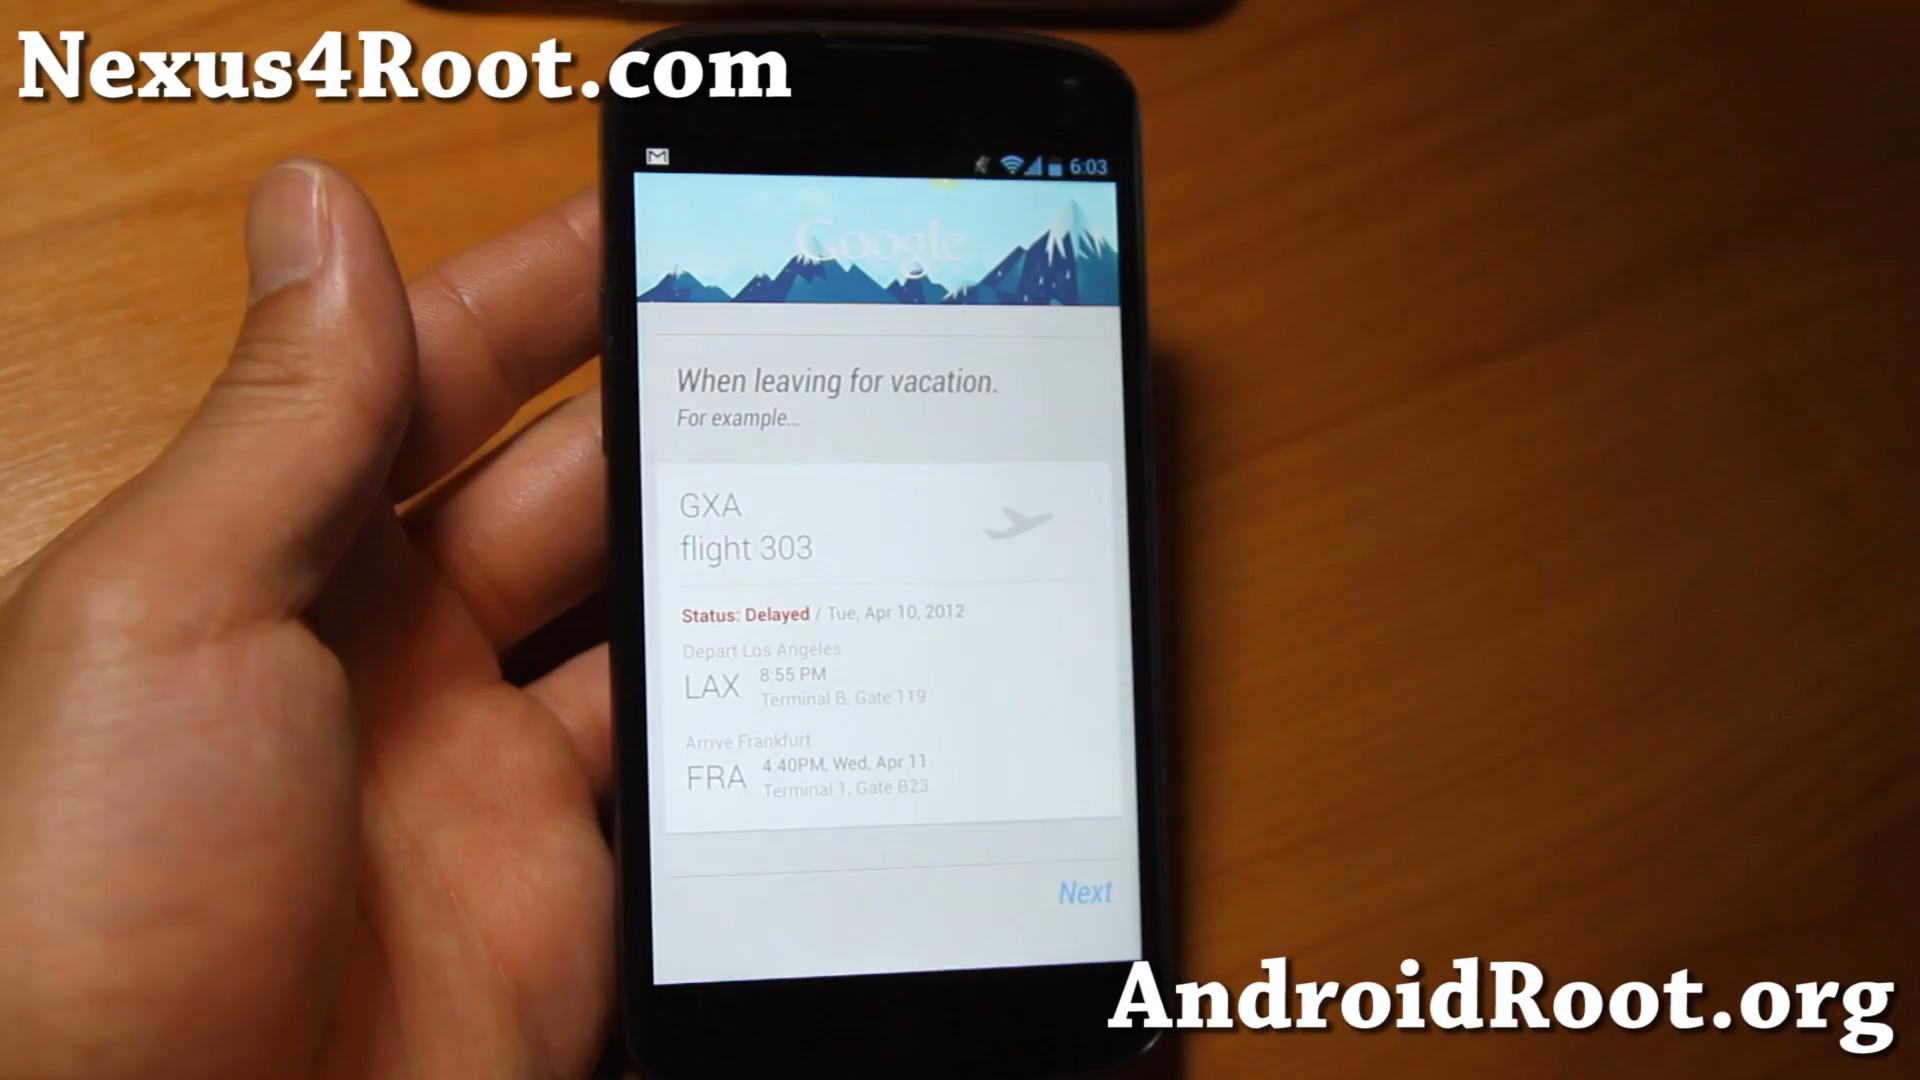 Nexus4Root.com
6:03
Google
When leaving for vacation.
For example...
GXA
flight 303
Status: Delayed / Tue, Apr 10, 2012
Depart Los Angeles
LAX
8:55 PM
Terminal B, Gate 119
Arrive Frankfurt
FRA
4:40PM, Wed, Apr 11
Terminal 1, Gate B23
Next
AndroidRoot.org